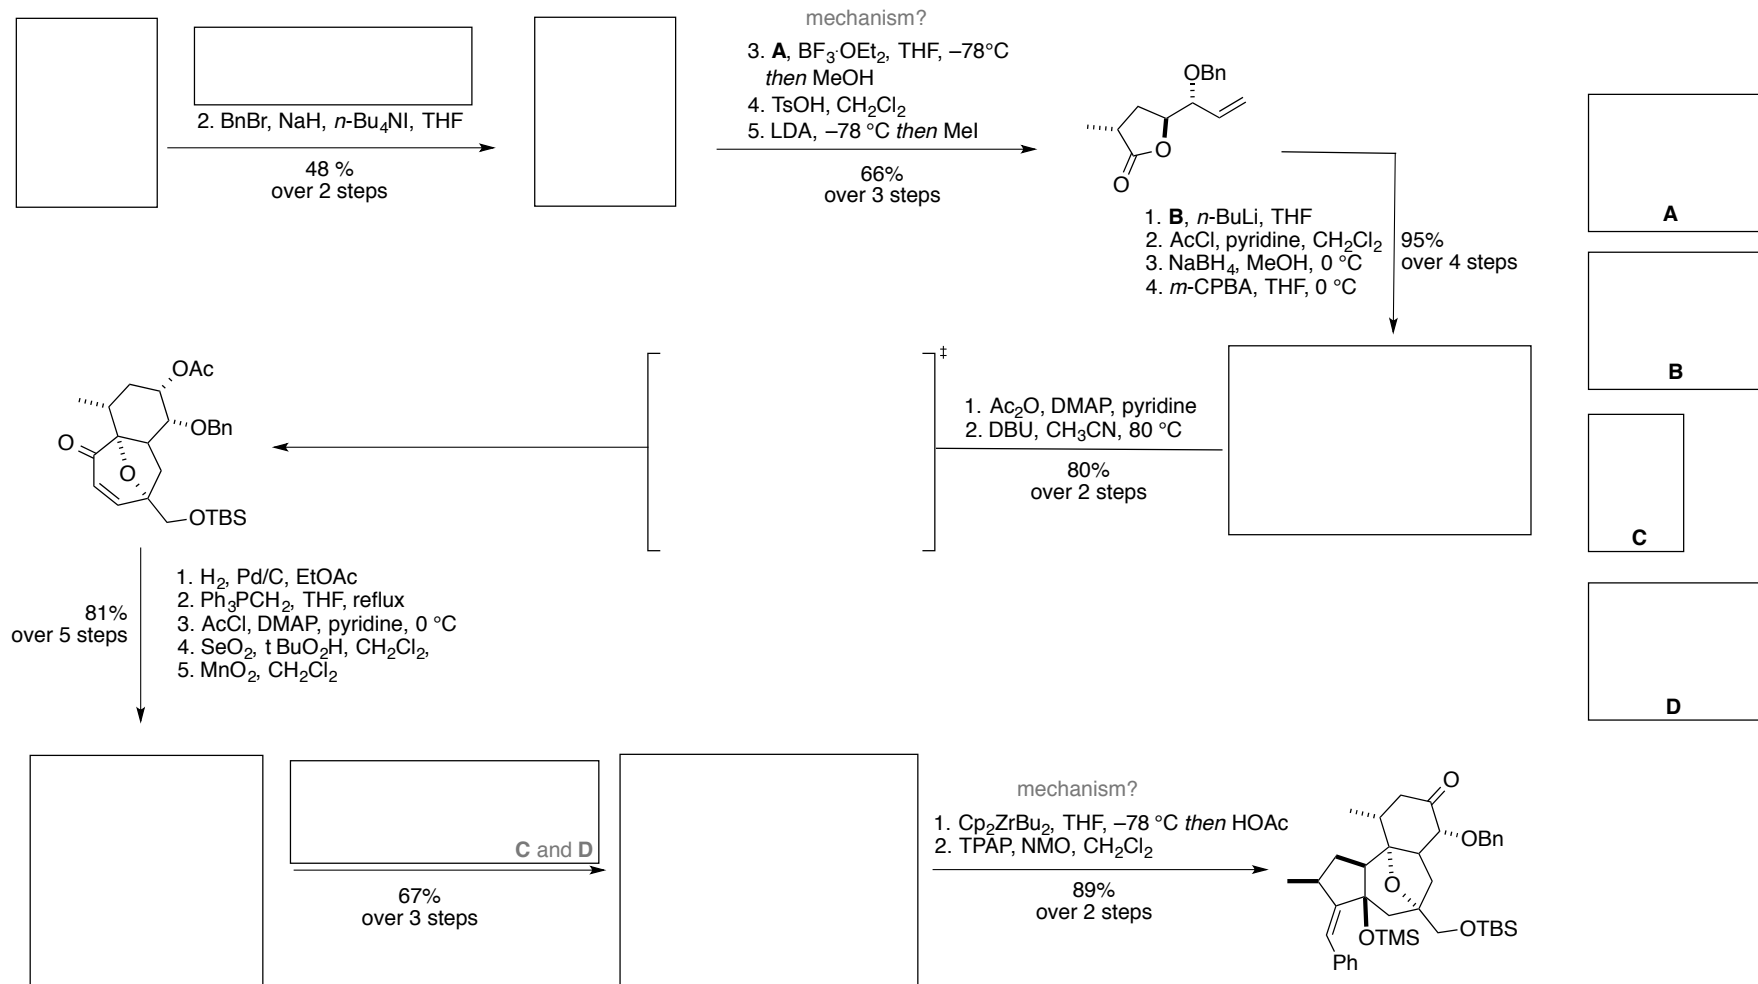 mechanism?
3. A, BF3·OEt2, THF, –78°C
then MeOH
4. TsOH, CH2Cl2
5. LDA, –78 °C then MeI
66%
over 3 steps
2. BnBr, NaH, n-Bu4NI, THF
48 %
over 2 steps
OBn
O
O
A
1. B, n-BuLi, THF
2. AcCl, pyridine, CH2Cl2
3. NaBH4, MeOH, 0 °C
4. m-CPBA, THF, 0 °C
95%
over 4 steps
B
‡
1. Ac2O, DMAP, pyridine
2. DBU, CH3CN, 80 °C
80%
over 2 steps
OAc
OBn
O
O
OTBS
C
1. H2, Pd/C, EtOAc
2. Ph3PCH2, THF, reflux
3. AcCl, DMAP, pyridine, 0 °C
4. SeO2, t BuO2H, CH2Cl2,
5. MnO2, CH2Cl2
81%
over 5 steps
D
C and D
67%
over 3 steps
mechanism?
1. Cp2ZrBu2, THF, –78 °C then HOAc
2. TPAP, NMO, CH2Cl2
89%
over 2 steps
O
OBn
O
OTMS
OTBS
Ph